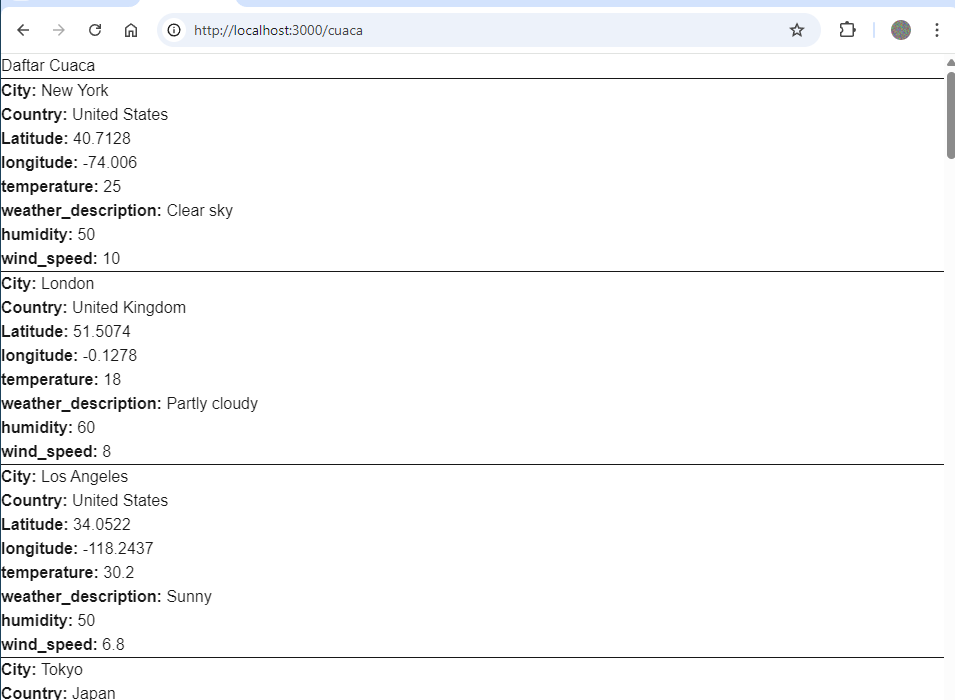 http://localhost:3000/cuaca
Daftar Cuaca
City: New York
Country: United States
Latitude: 40.7128
longitude: -74.006
temperature: 25
weather_description: Clear sky
humidity: 50
wind_speed: 10
City: London
Country: United Kingdom
Latitude: 51.5074
longitude: -0.1278
temperature: 18
weather_description: Partly cloudy
humidity: 60
wind_speed: 8
City: Los Angeles
Country: United States
Latitude: 34.0522
longitude: -118.2437
temperature: 30.2
weather_description: Sunny
humidity: 50
wind_speed: 6.8
City: Tokyo
Country: Japan